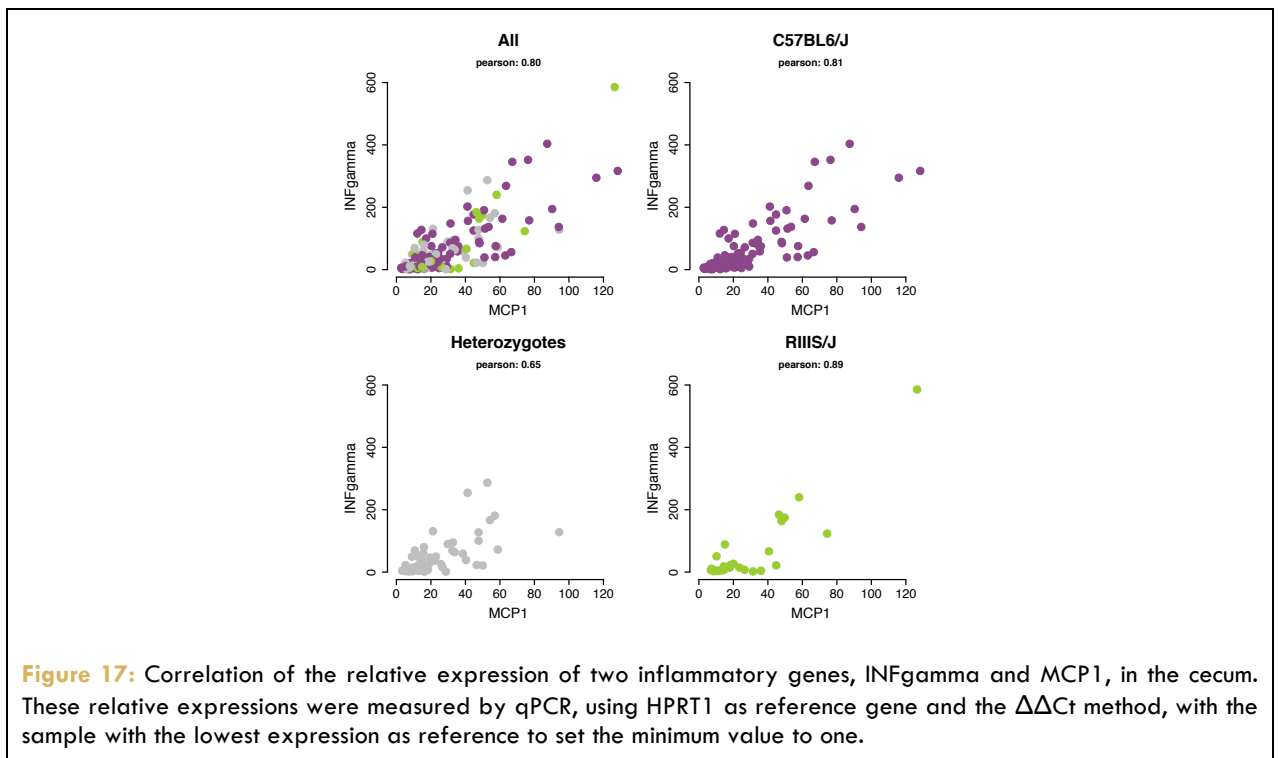 All
pearson: 0.80
600
400
200
0
INFgamma
0 20 40 60 80 100 120
MCP1
C57BL6/J
pearson: 0.81
600
400
200
0
INFgamma
0 20 40 60 80 100 120
MCP1
Heterozygotes
pearson: 0.65
600
400
200
0
INFgamma
0 20 40 60 80 100 120
MCP1
RIIIS/J
pearson: 0.89
600
400
200
0
INFgamma
0 20 40 60 80 100 120
MCP1
Figure 17: Correlation of the relative expression of two inflammatory genes, INFgamma and MCP1, in the cecum.
These relative expressions were measured by qPCR, using HPRT1 as reference gene and the ΔΔCt method, with the
sample with the lowest expression as reference to set the minimum value to one.